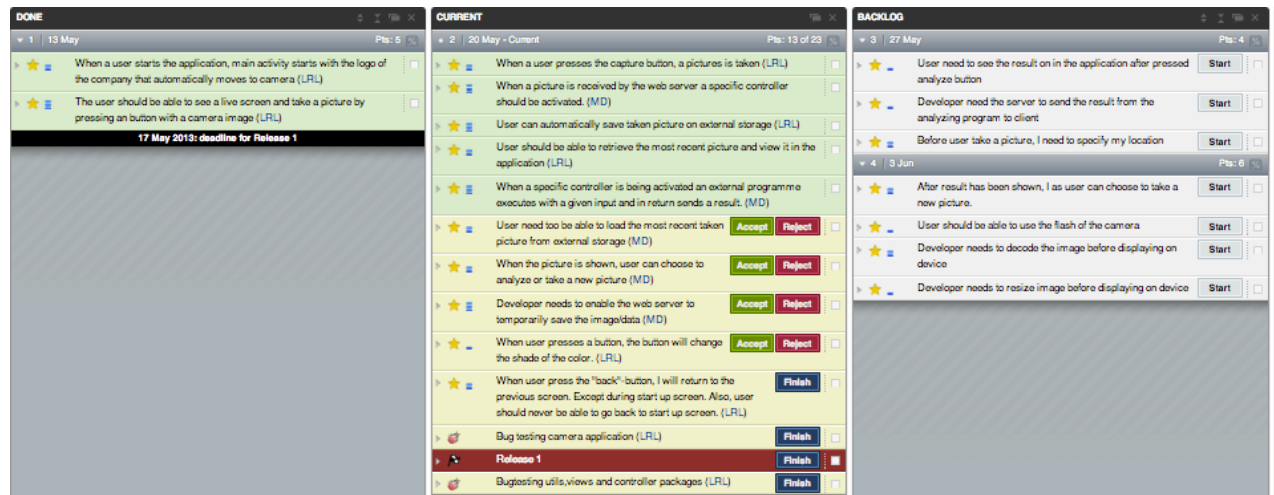 DONE
1 13 May Pts: 5
When a user starts the application, main activity starts with the logo of
the company that automatically moves to camera (LRL)
The user should be able to see a live screen and take a picture by
pressing an button with a camera image (LRL)
17 May 2013: deadline for Release 1
CURRENT
2 20 May - Current Pts: 13 of 23
When a user presses the capture button, a pictures is taken (LRL)
When a picture is received by the web server a specific controller
should be activated. (MD)
User can automatically save taken picture on external storage (LRL)
User should be able to retrieve the most recent picture and view it in the
application (LRL)
When a specific controller is being activated an external programme
executes with a given input and in return sends a result. (MD)
User need too be able to load the most recent taken Accept Reject
picture from external storage (MD)
When the picture is shown, user can choose to Accept Reject
analyze or take a new picture (MD)
Developer needs to enable the web server to Accept Reject
temporarily save the image/data (MD)
When user presses a button, the button will change Accept Reject
the shade of the color. (LRL)
When user press the "back"-button, I will return to the Finish
previous screen. Except during start up screen. Also, user
should never be able to go back to start up screen. (LRL)
Bug testing camera application (LRL) Finish
Release 1 Finish
Bugtesting utils,views and controller packages (LRL) Finish
BACKLOG
3 27 May Pts: 4
User need to see the result on in the application after pressed Start
analyze button
Developer need the server to send the result from the Start
analyzing program to client
Before user take a picture, I need to specify my location Start
4 3 Jun Pts: 6
After result has been shown, I as user can choose to take a Start
new picture.
User should be able to use the flash of the camera Start
Developer needs to decode the image before displaying on Start
device
Developer needs to resize image before displaying on device Start